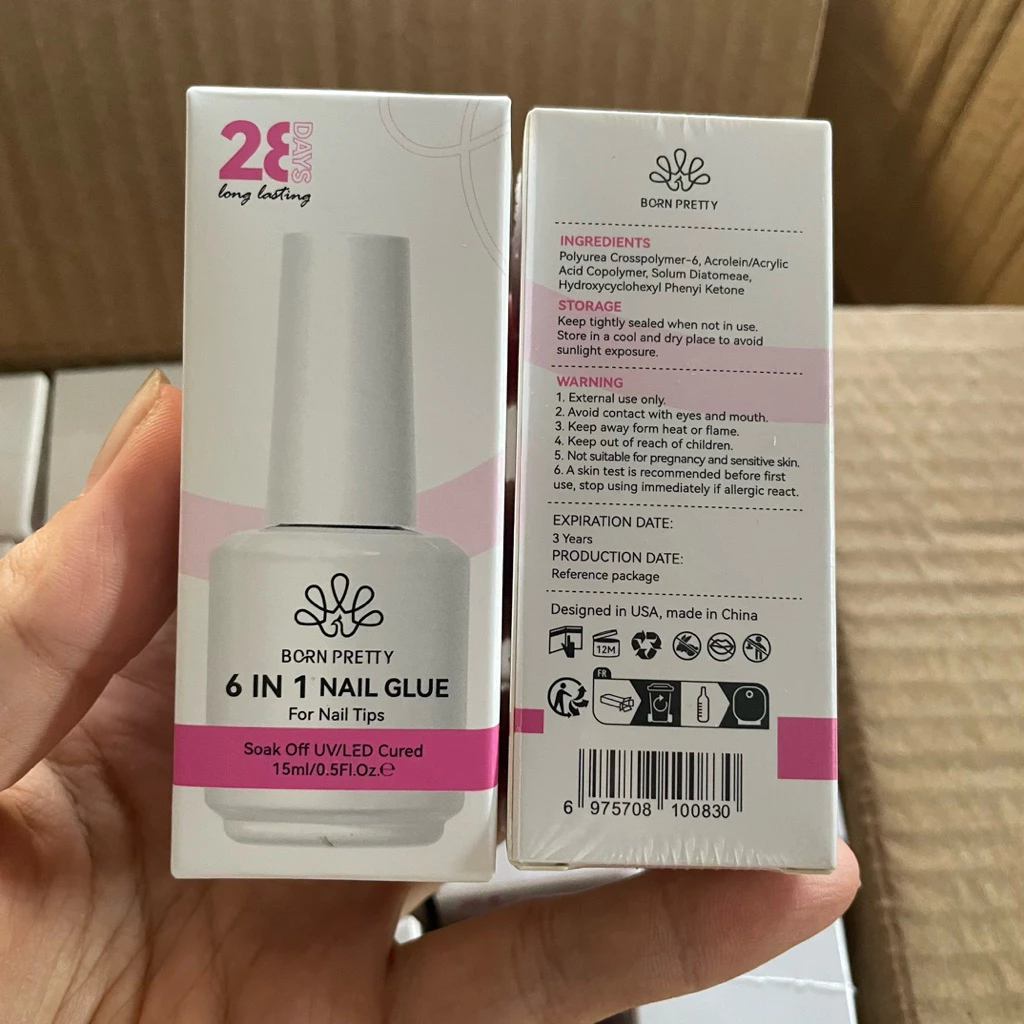 28
DAYS
long lasting
BORN PRETTY
6 IN 1 NAIL GLUE
For Nail Tips
Soak Off UV/LED Cured
15ml/0.5Fl.Oz.℮
BORN PRETTY
INGREDIENTS
Polyurea Crosspolymer-6, Acrolein/Acrylic
Acid Copolymer, Solum Diatomeae,
Hydroxycyclohexyl Phenyi Ketone
STORAGE
Keep tightly sealed when not in use.
Store in a cool and dry place to avoid
sunlight exposure.
WARNING
1. External use only.
2. Avoid contact with eyes and mouth.
3. Keep away form heat or flame.
4. Keep out of reach of children.
5. Not suitable for pregnancy and sensitive skin.
6. A skin test is recommended before first
use, stop using immediately if allergic react.
EXPIRATION DATE:
3 Years
PRODUCTION DATE:
Reference package
Designed in USA, made in China
12M
FR
6 975708 100830